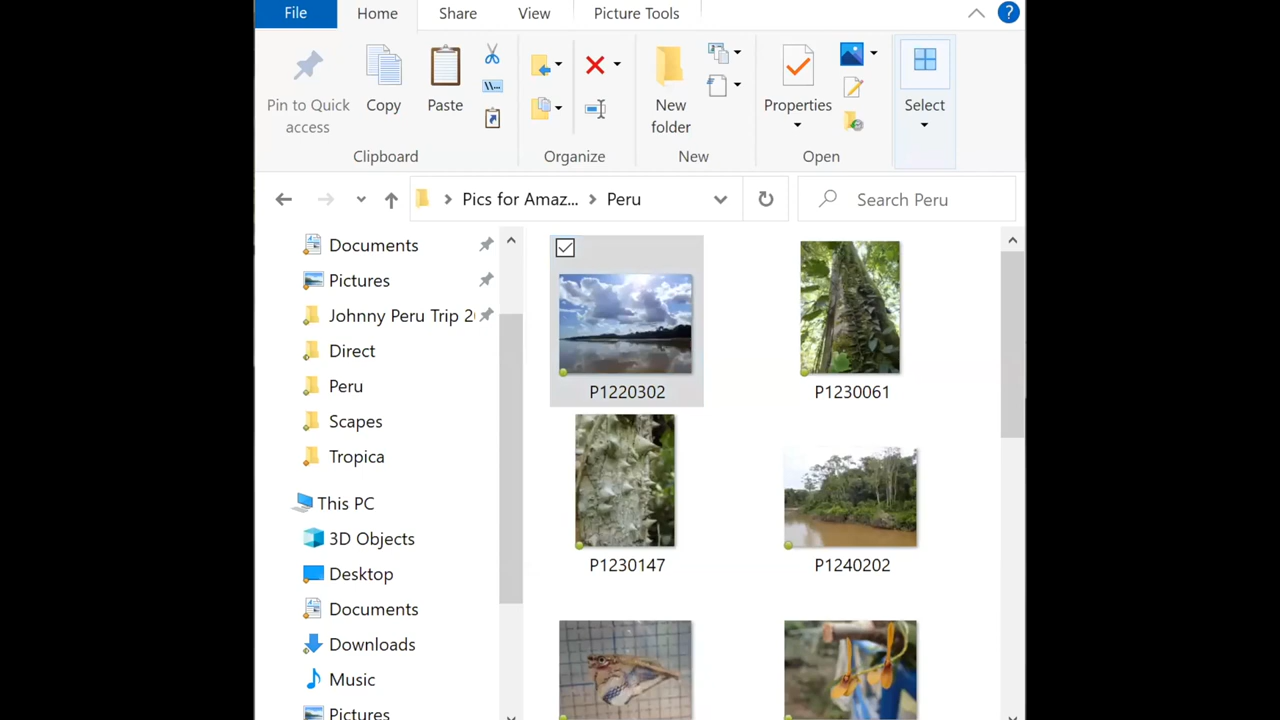 File Home Share View Picture Tools
Pin to Quick access
Copy
Paste
New folder
Properties
Select
Clipboard Organize New Open
Pics for Amaz... Peru
Search Peru
Documents
Pictures
Johnny Peru Trip 2
Direct
Peru
Scapes
Tropica
This PC
3D Objects
Desktop
Documents
Downloads
Music
Pictures
P1220302 P1230061
P1230147 P1240202